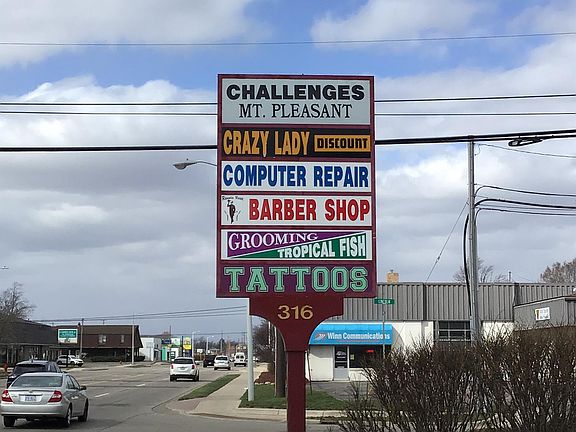 CHALLENGES
MT. PLEASANT
CRAZY LADY DISCOUNT
COMPUTER REPAIR
BARBER SHOP
GROOMING
TROPICAL FISH
TATTOOS
316
Winn Communications